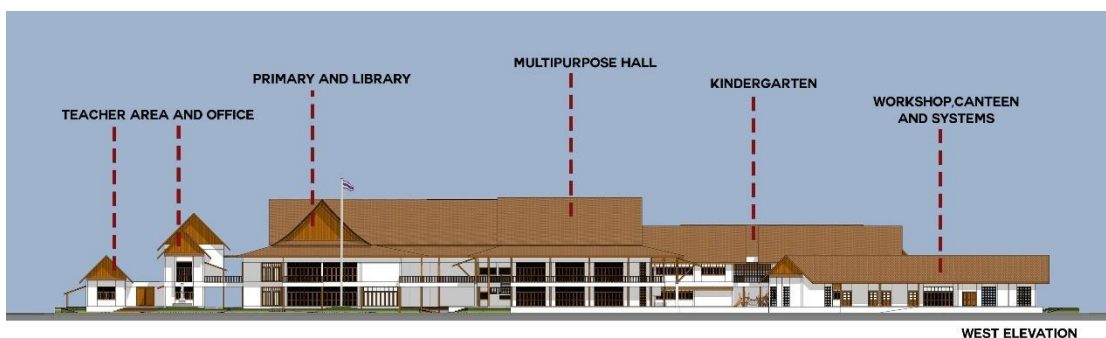 TEACHER AREA AND OFFICE
PRIMARY AND LIBRARY
MULTIPURPOSE HALL
KINDERGARTEN
WORKSHOP,CANTEEN
AND SYSTEMS
WEST ELEVATION